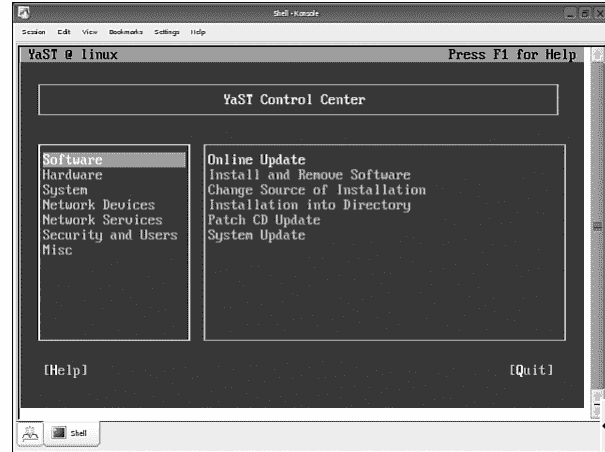 Shell - Konsole
Session Edit View Bookmarks Settings Help
YaST @ linux Press F1 for Help
YaST Control Center
Software
Hardware
System
Network Devices
Network Services
Security and Users
Misc
Online Update
Install and Remove Software
Change Source of Installation
Installation into Directory
Patch CD Update
System Update
[Help] [Quit]
Shell